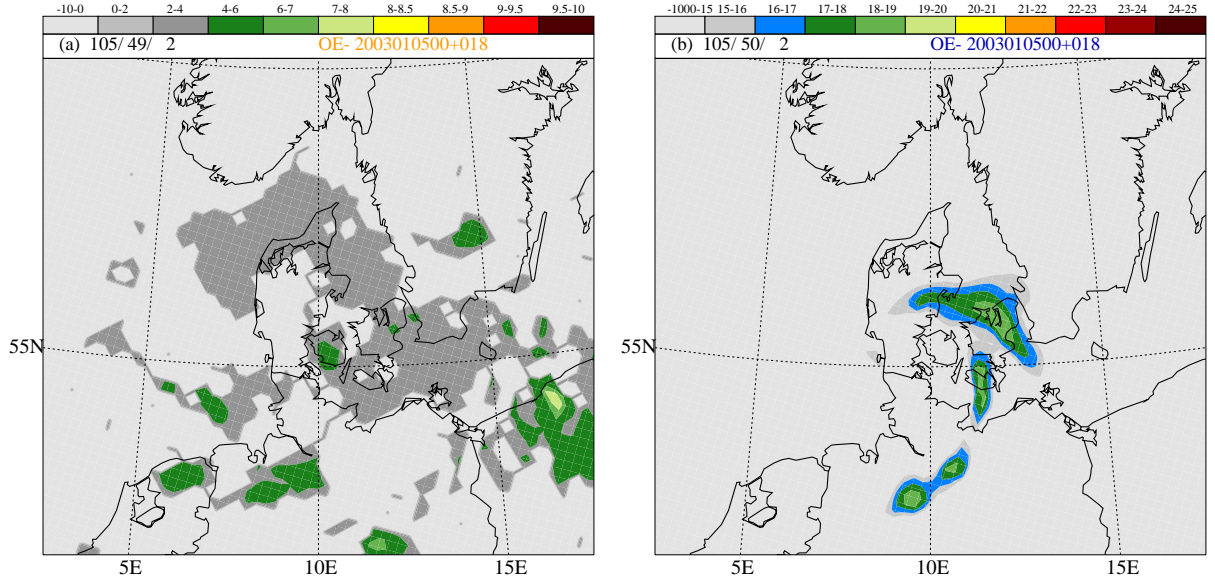 -10-0 0-2 2-4 4-6 6-7 7-8 8-8.5 8.5-9 9-9.5 9.5-10
(a) 105/ 49/ 2 OE- 2003010500+018
55N
5E 10E 15E
-1000-15 15-16 16-17 17-18 18-19 19-20 20-21 21-22 22-23 23-24 24-25
(b) 105/ 50/ 2 OE- 2003010500+018
55N
5E 10E 15E